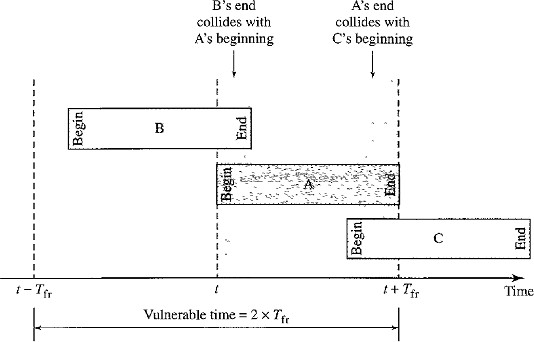 B's end
collides with
A's beginning
A's end
collides with
C's beginning
Begin
B
End
Begin
A
End
Begin
C
End
t − Tfr
t
t + Tfr
Time
Vulnerable time = 2 × Tfr